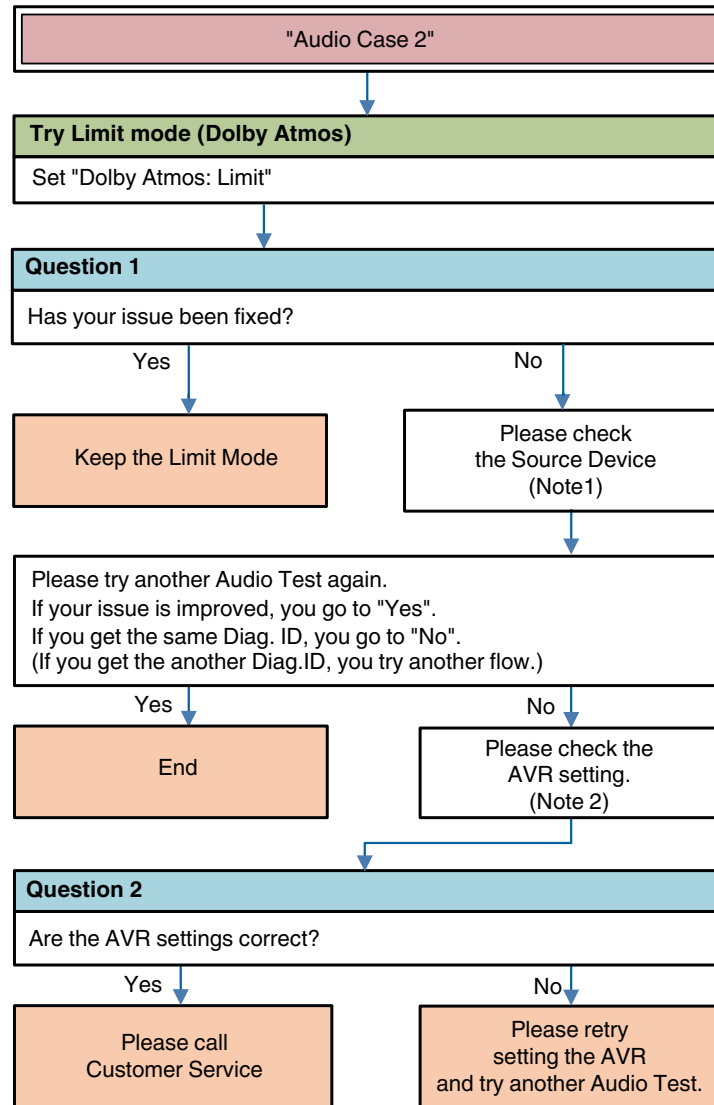 "Audio Case 2"
Try Limit mode (Dolby Atmos)
Set "Dolby Atmos: Limit"
Question 1
Has your issue been fixed?
Yes
No
Keep the Limit Mode
Please check
the Source Device
(Note1)
Please try another Audio Test again.
If your issue is improved, you go to "Yes".
If you get the same Diag. ID, you go to "No".
(If you get the another Diag.ID, you try another flow.)
Yes
No
End
Please check the
AVR setting.
(Note 2)
Question 2
Are the AVR settings correct?
Yes
No
Please call
Customer Service
Please retry
setting the AVR
and try another Audio Test.